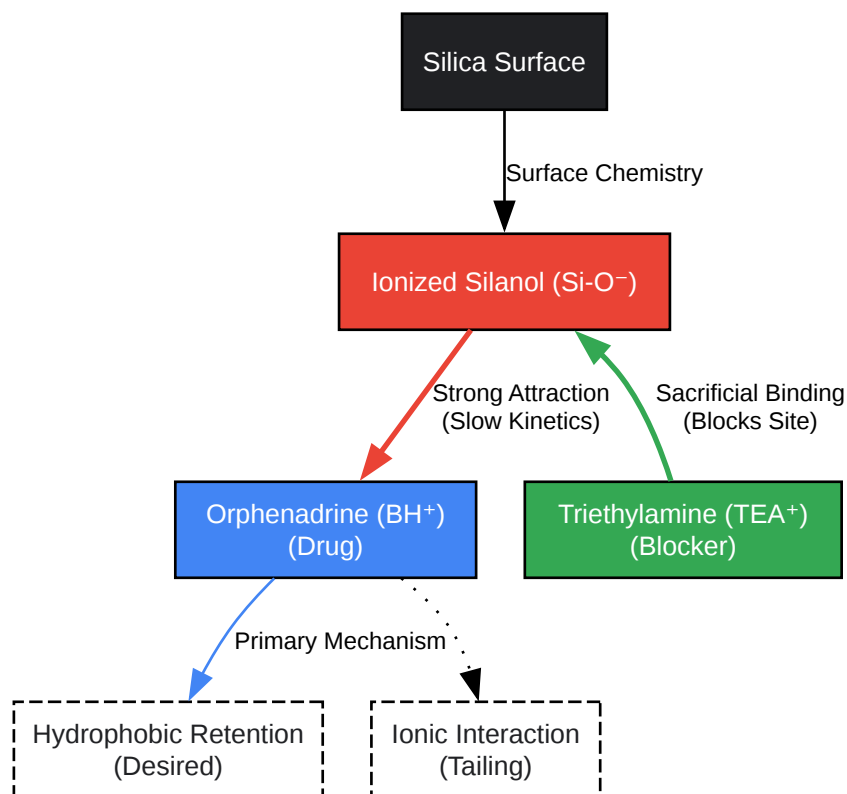 Silica Surface
Surface Chemistry
Ionized Silanol (Si-O⁻)
Strong Attraction
(Slow Kinetics)
Sacrificial Binding
(Blocks Site)
Orphenadrine (BH⁺)
(Drug)
Triethylamine (TEA⁺)
(Blocker)
Primary Mechanism
Hydrophobic Retention
(Desired)
Ionic Interaction
(Tailing)